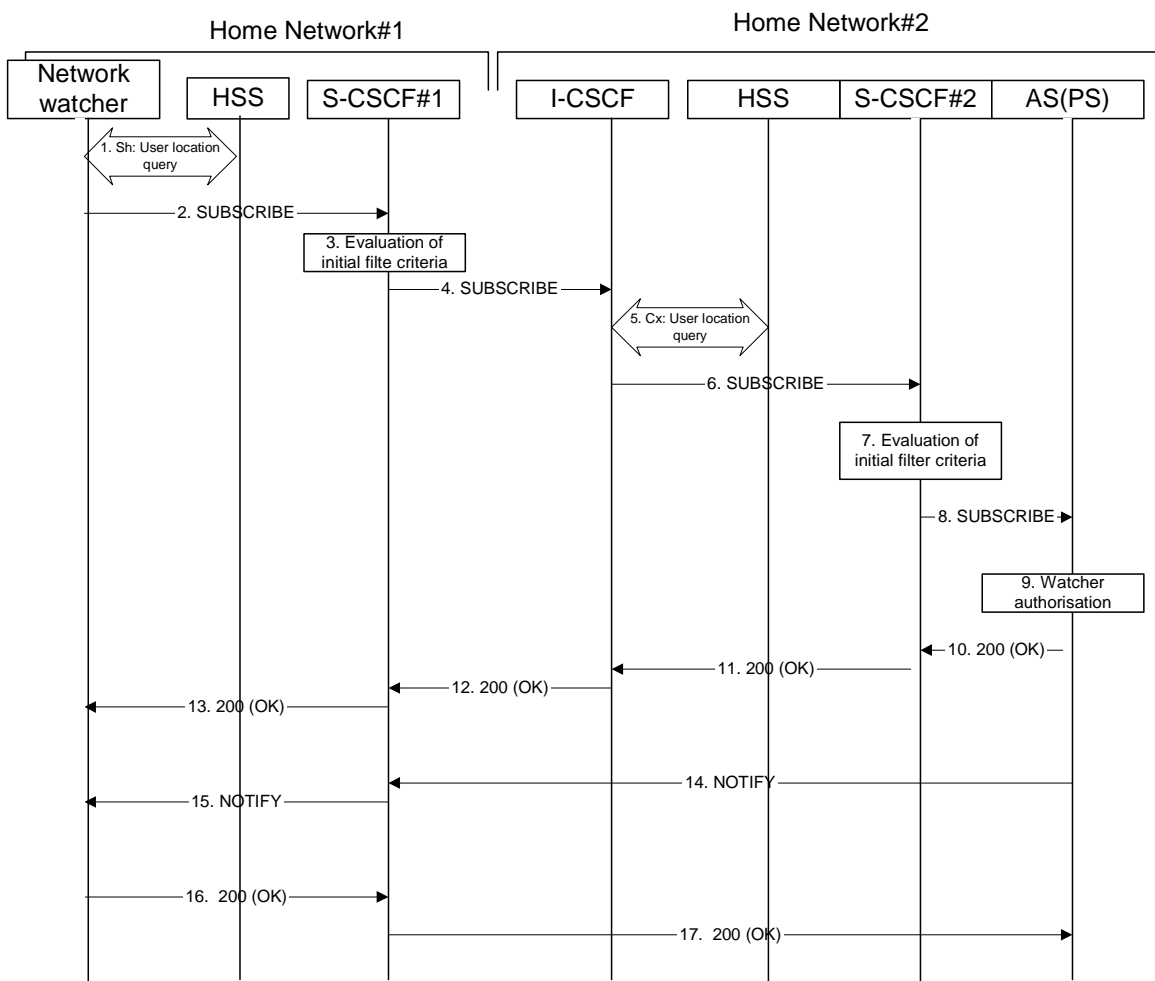 Home Network#1
Home Network#2
Network
watcher
HSS
S-CSCF#1
I-CSCF
HSS
S-CSCF#2
AS(PS)
1. Sh: User location
query
2. SUBSCRIBE
3. Evaluation of
initial filte criteria
4. SUBSCRIBE
5. Cx: User location
query
6. SUBSCRIBE
7. Evaluation of
initial filter criteria
8. SUBSCRIBE
9. Watcher
authorisation
10. 200 (OK)
11. 200 (OK)
12. 200 (OK)
13. 200 (OK)
14. NOTIFY
15. NOTIFY
16. 200 (OK)
17. 200 (OK)